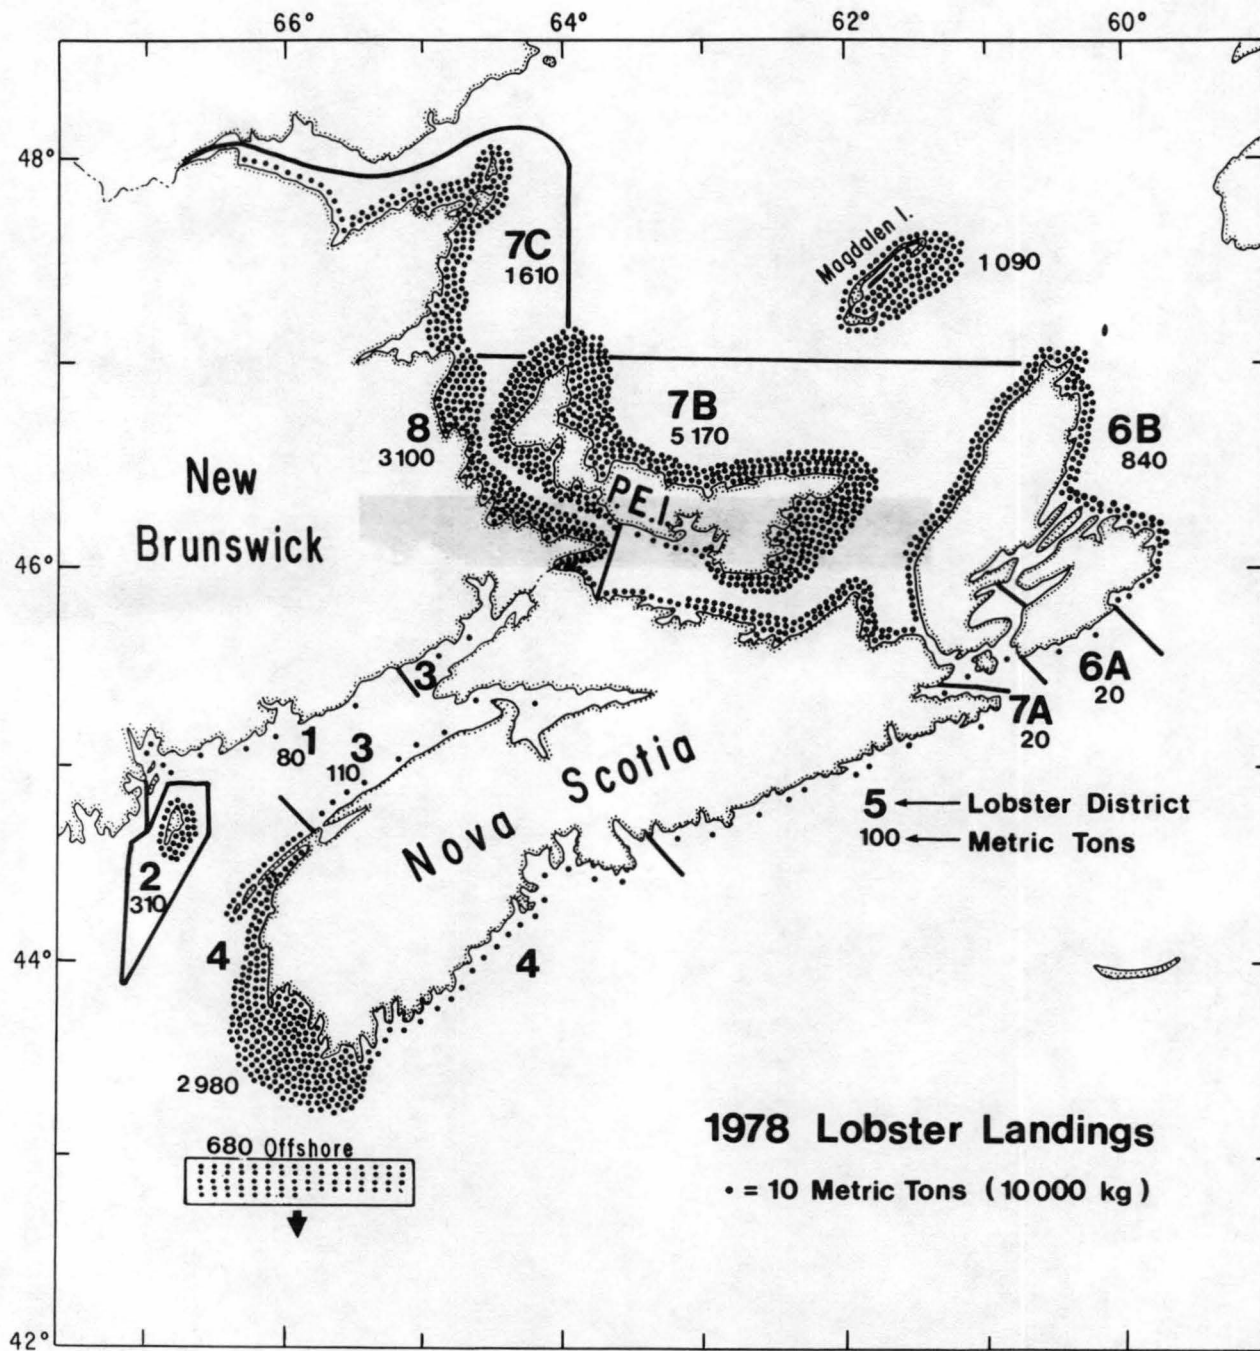 66° 64° 62° 60°
48°
7C
1610
Magdalen I.
1090
7B
5170
8
3100
6B
840
New
Brunswick
P.E.I.
46°
3
6A
20
7A
20
1
80
3
110
Nova Scotia
5 Lobster District
100 Metric Tons
2
310
4
44°
4
2980
1978 Lobster Landings
680 Offshore
• = 10 Metric Tons (10000 kg)
42°